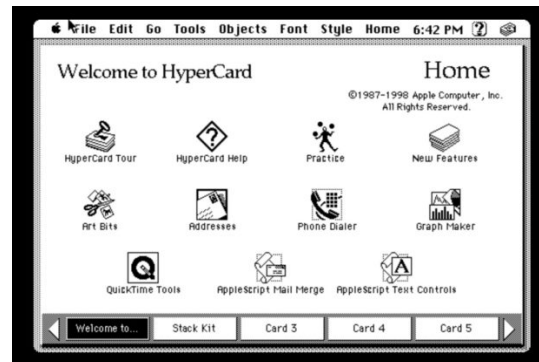 File Edit Go Tools Objects Font Style Home 6:42 PM
Welcome to HyperCard
Home
©1987-1998 Apple Computer, Inc.
All Rights Reserved.
HyperCard Tour HyperCard Help Practice New Features
Art Bits Addresses Phone Dialer Graph Maker
QuickTime Tools AppleScript Mail Merge AppleScript Text Controls
Welcome to... Stack Kit Card 3 Card 4 Card 5